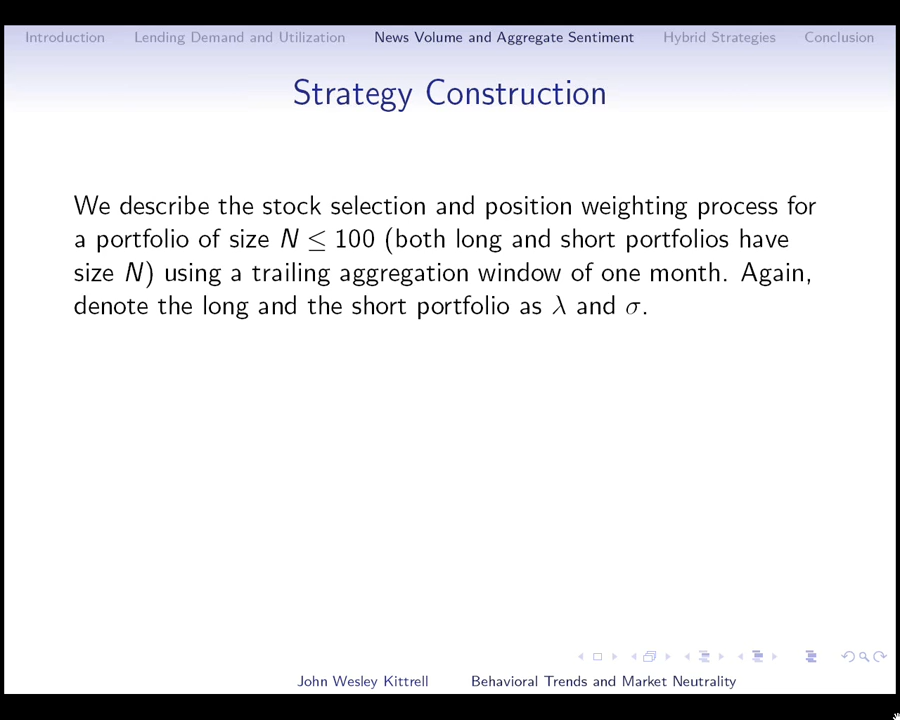 Introduction Lending Demand and Utilization News Volume and Aggregate Sentiment Hybrid Strategies Conclusion
Strategy Construction
We describe the stock selection and position weighting process for
a portfolio of size N ≤ 100 (both long and short portfolios have
size N) using a trailing aggregation window of one month. Again,
denote the long and the short portfolio as λ and σ.
John Wesley Kittrell Behavioral Trends and Market Neutrality